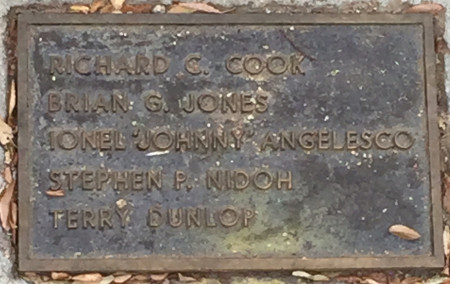 RICHARD C. COOK
BRIAN G. JONES
IONEL 'JOHNNY' ANGELESCO
STEPHEN P. NIDOH
TERRY DUNLOP